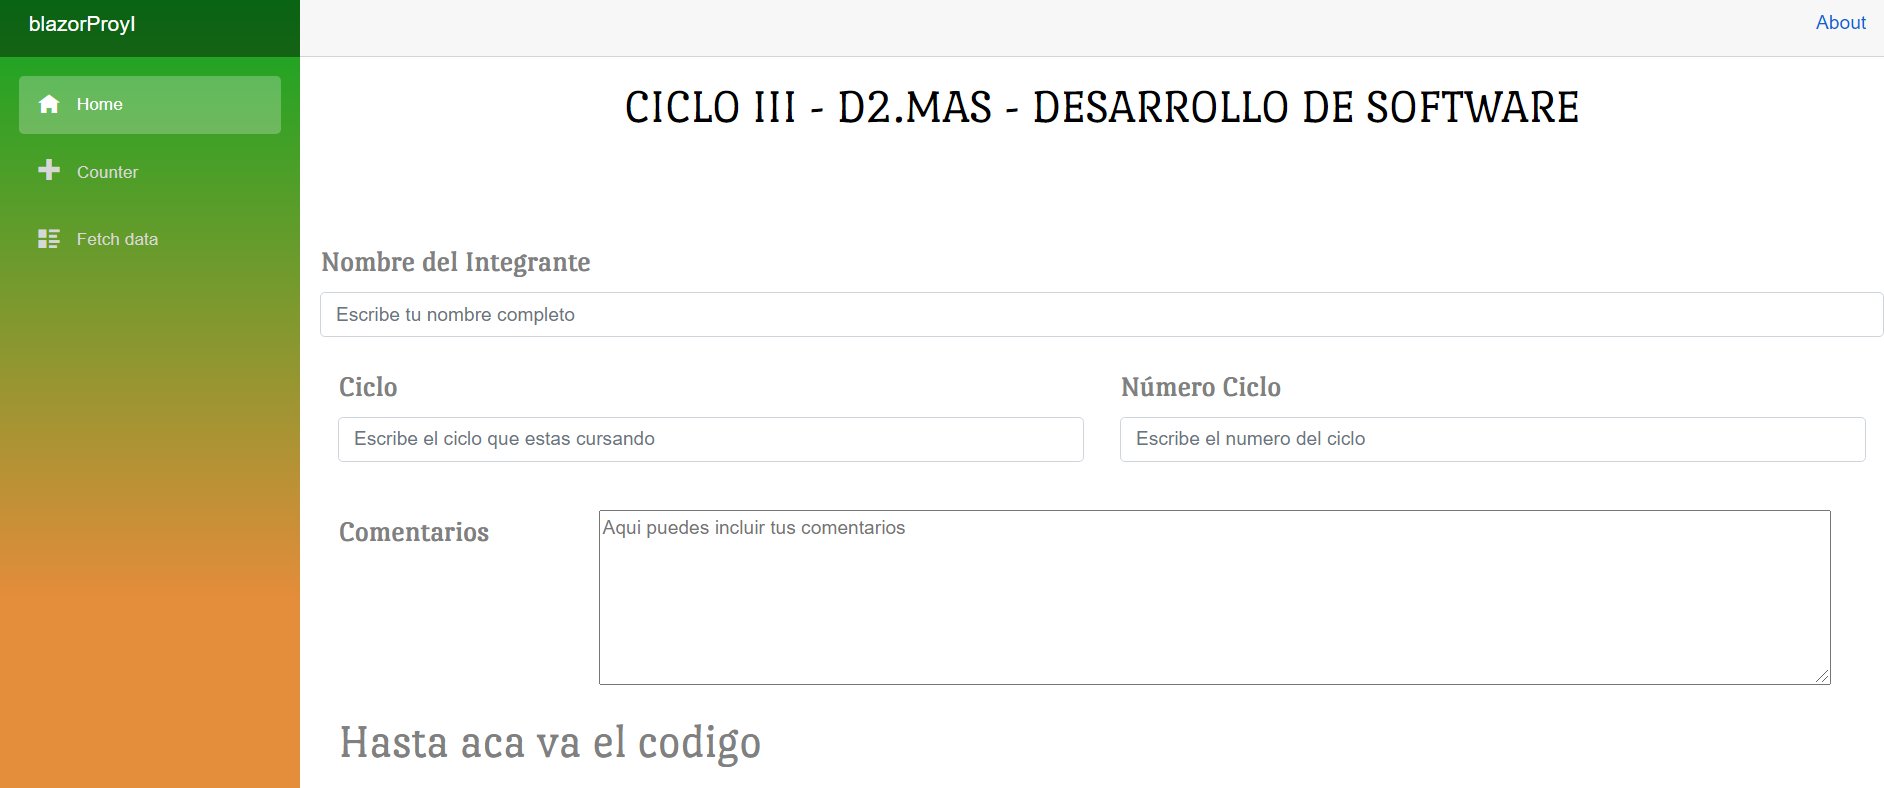 blazorProyI
About
Home
Counter
Fetch data
CICLO III - D2.MAS - DESARROLLO DE SOFTWARE
Nombre del Integrante
Escribe tu nombre completo
Ciclo
Número Ciclo
Escribe el ciclo que estas cursando
Escribe el numero del ciclo
Comentarios
Aqui puedes incluir tus comentarios
Hasta aca va el codigo